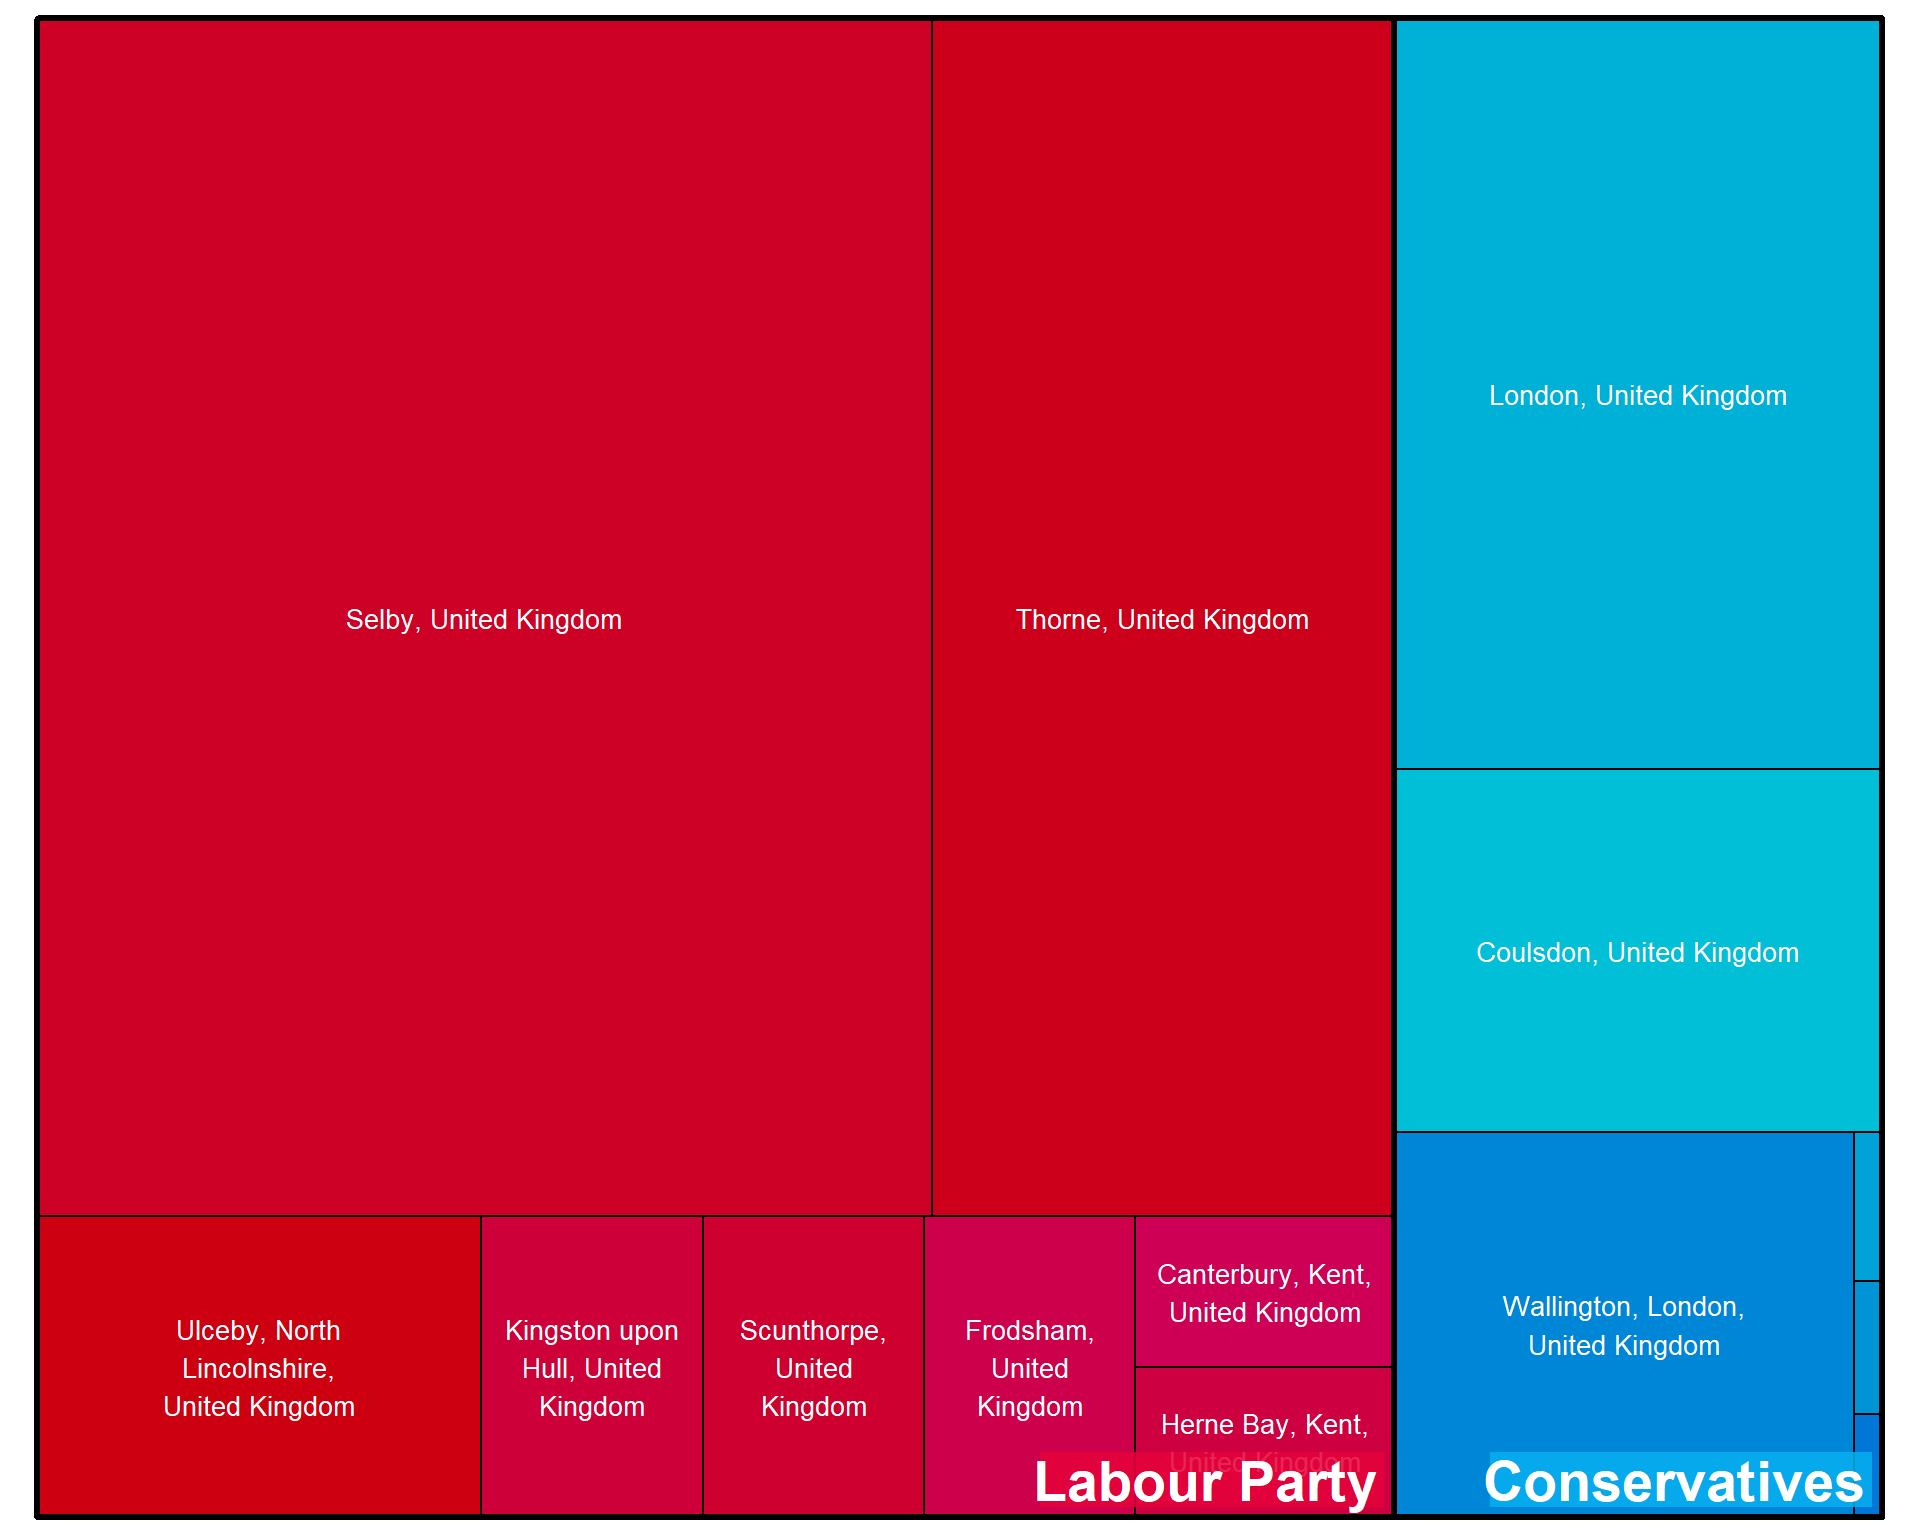 Selby, United Kingdom
Thorne, United Kingdom
London, United Kingdom
Coulsdon, United Kingdom
Ulceby, North
Lincolnshire,
United Kingdom
Kingston upon
Hull, United
Kingdom
Scunthorpe,
United
Kingdom
Frodsham,
United
Kingdom
Canterbury, Kent,
United Kingdom
Herne Bay, Kent,
United Kingdom
Labour Party
Wallington, London,
United Kingdom
Conservatives